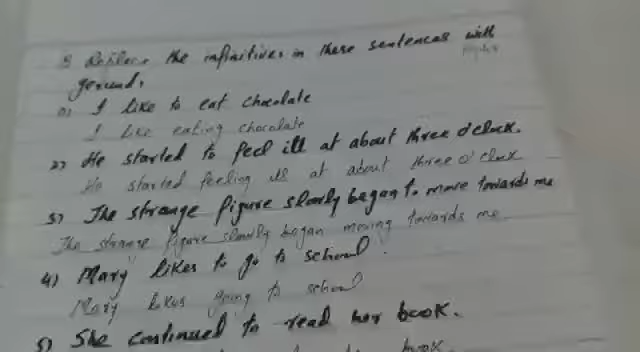 Replace the infinitives in these sentences with
gerund.
1) I like to eat chocolate
I like eating chocolate
2) He started to feel ill at about three o'clock.
He started feeling ill at about three o'clock
3) The strange figure slowly began to move towards me
The strange figure slowly began moving towards me.
4) Mary likes to go to school.
Mary likes going to school
5) She continued to read her book.
book.